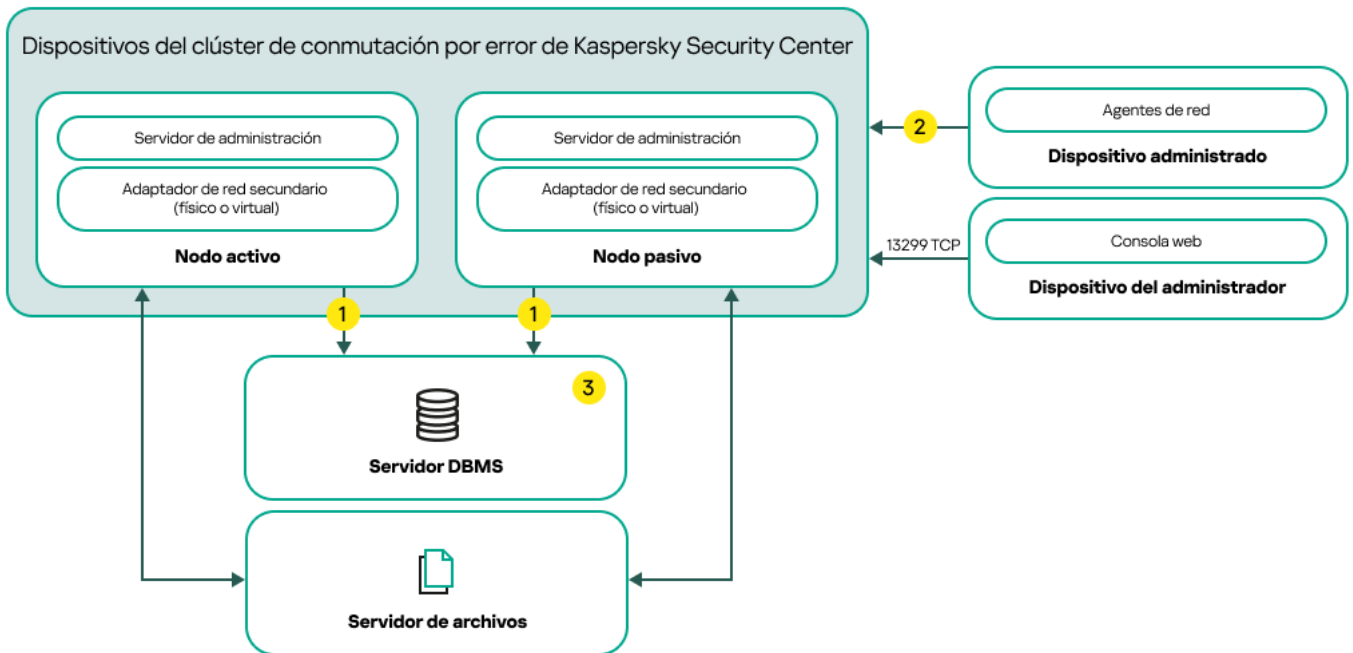 Dispositivos del clúster de conmutación por error de Kaspersky Security Center
Servidor de administración
Adaptador de red secundario
(físico o virtual)
Nodo activo
Servidor de administración
Adaptador de red secundario
(físico o virtual)
Nodo pasivo
2
Agentes de red
Dispositivo administrado
13299 TCP
Consola web
Dispositivo del administrador
1
1
3
Servidor DBMS
Servidor de archivos